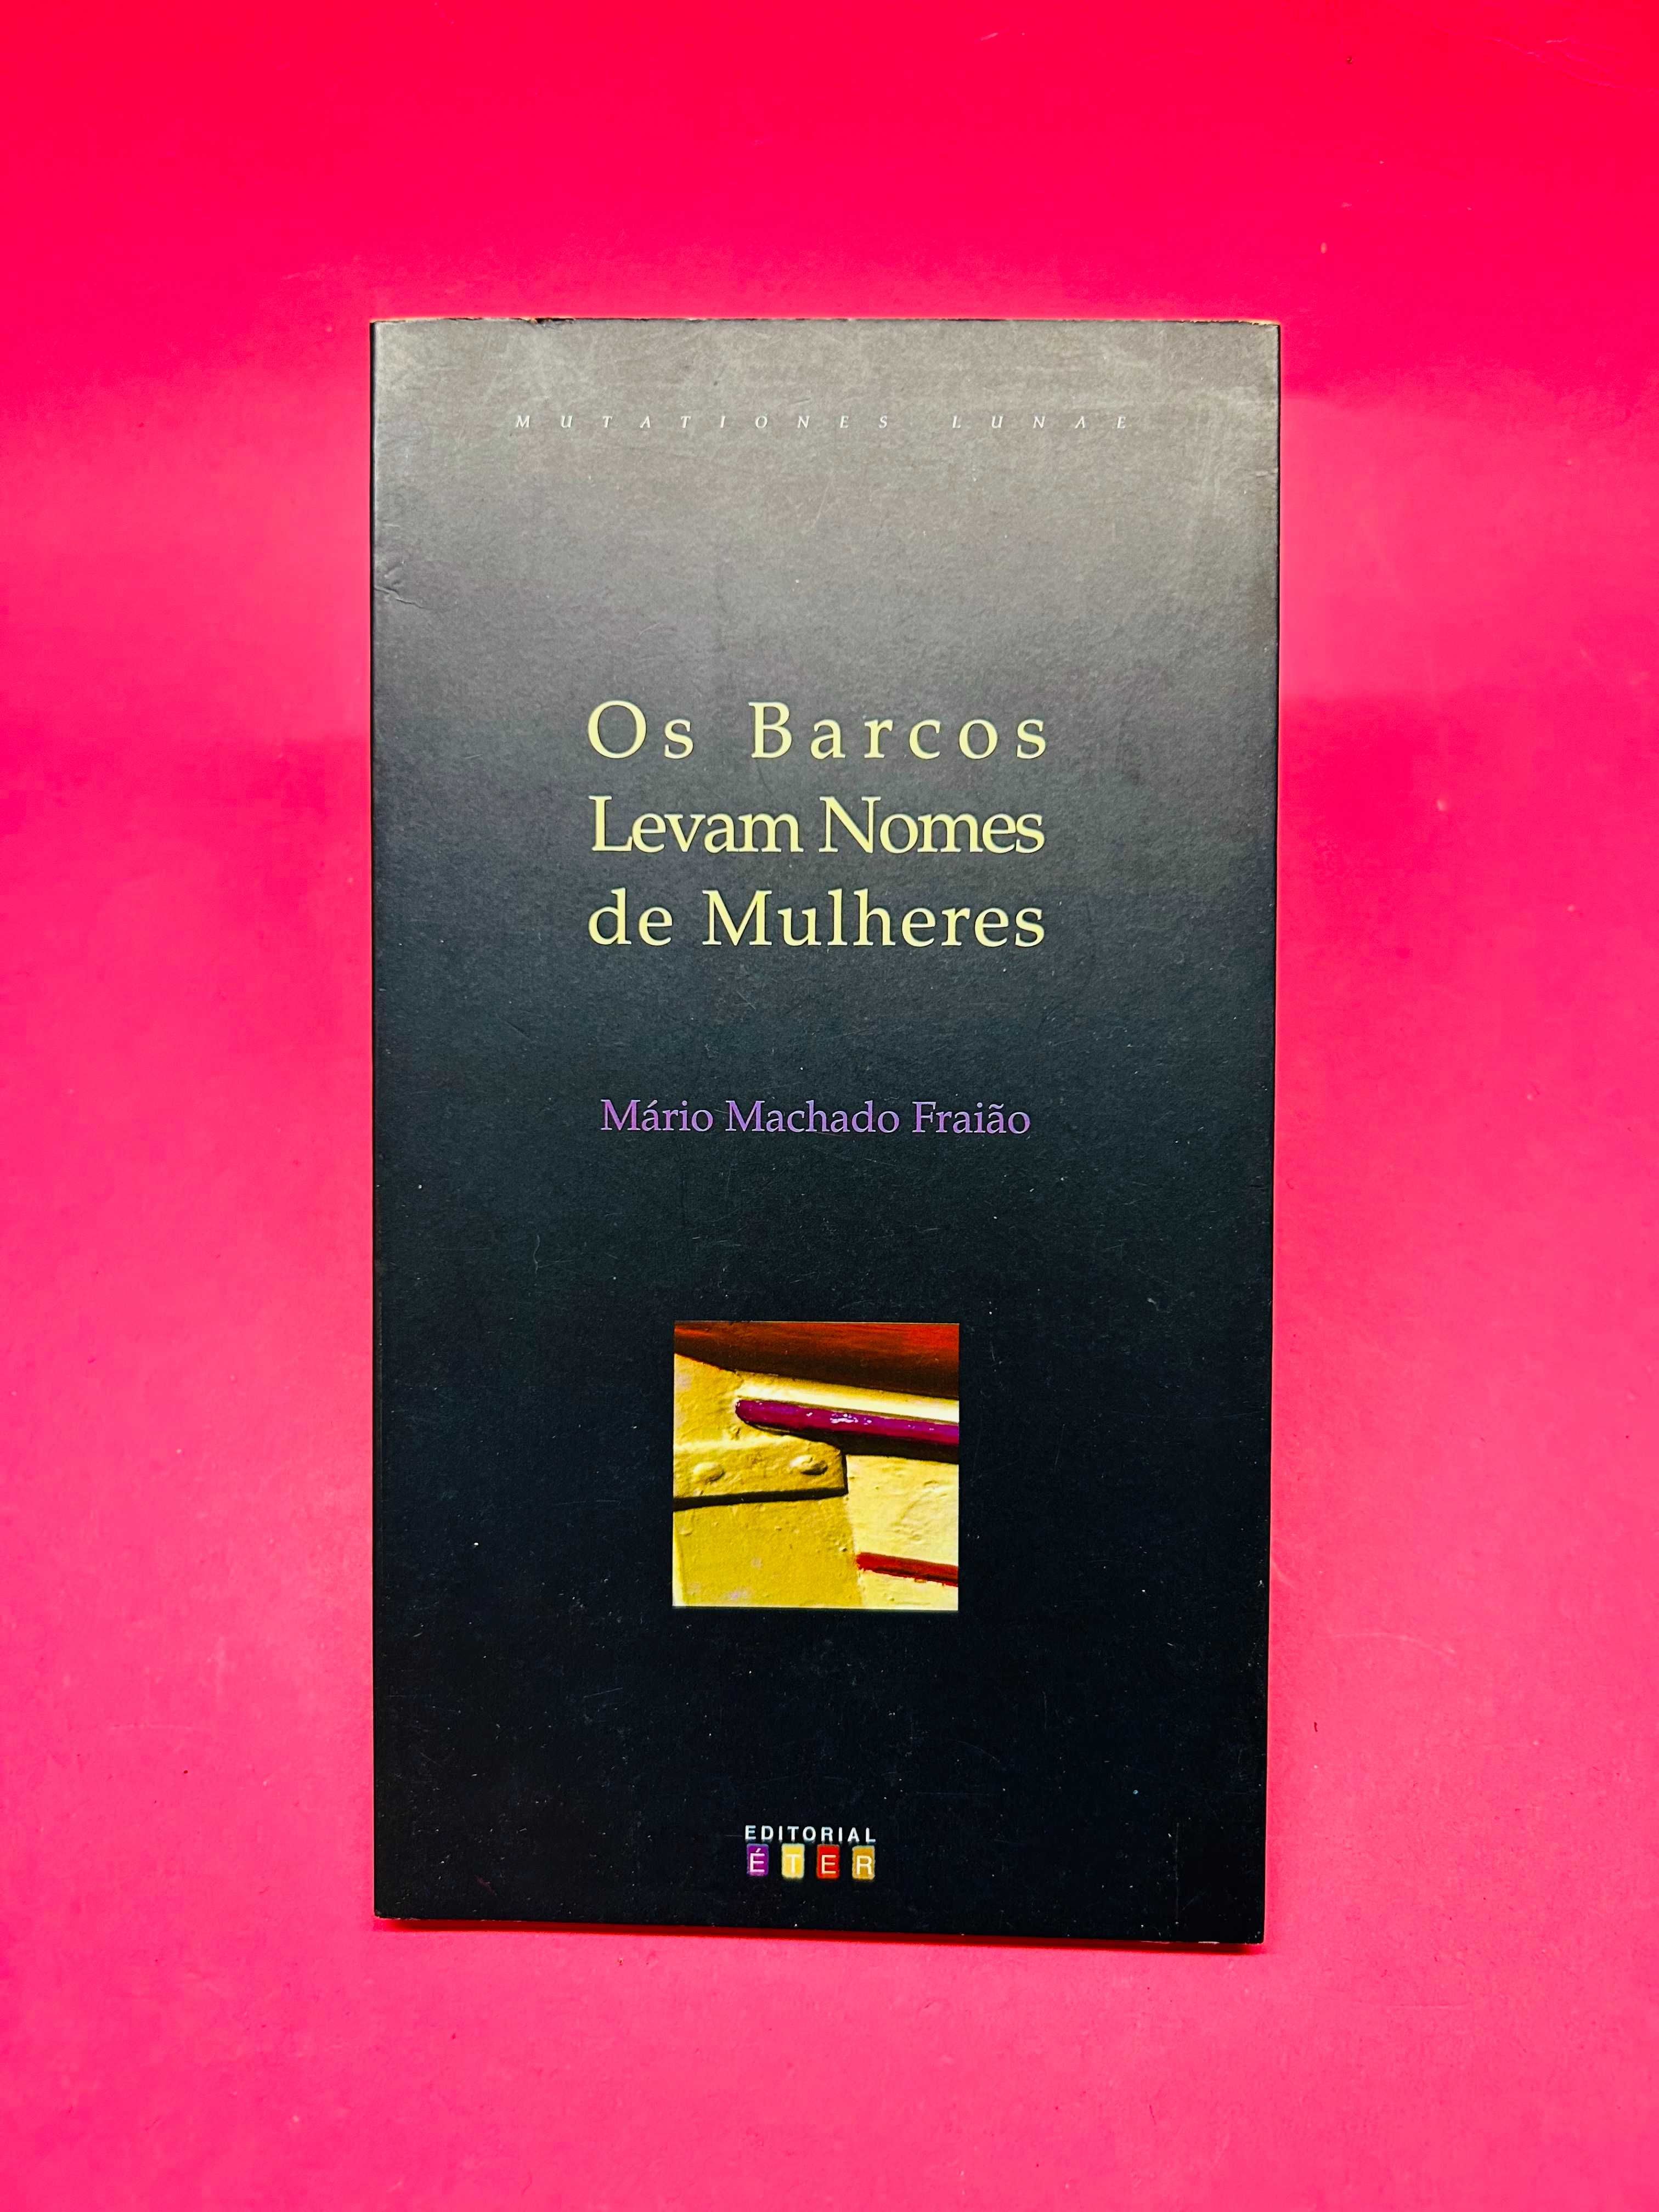 MUTATIONES LUNAE
Os Barcos
Levam Nomes
de Mulheres
Mário Machado Fraião
EDITORIAL
ÉTER